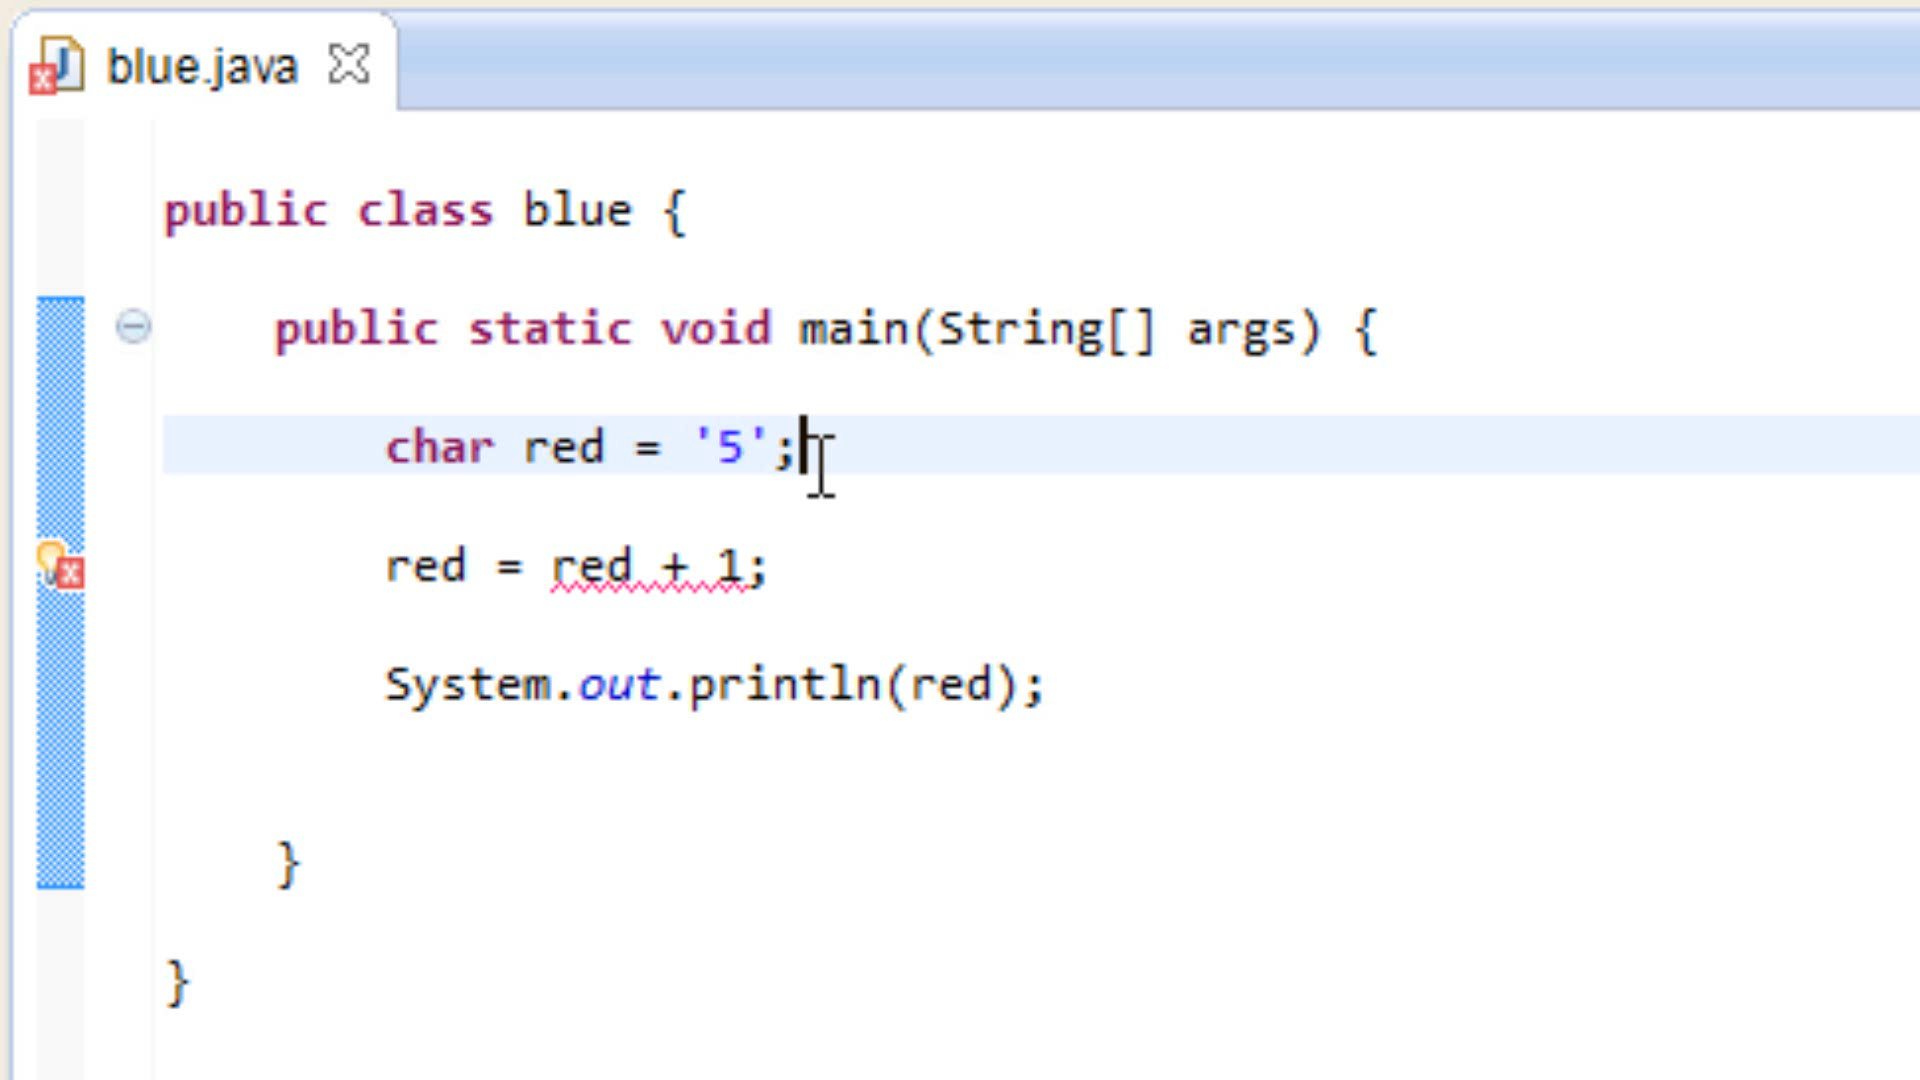 blue.java
public class blue {
public static void main(String[] args) {
char red = '5';
red = red + 1;
System.out.println(red);
}
}